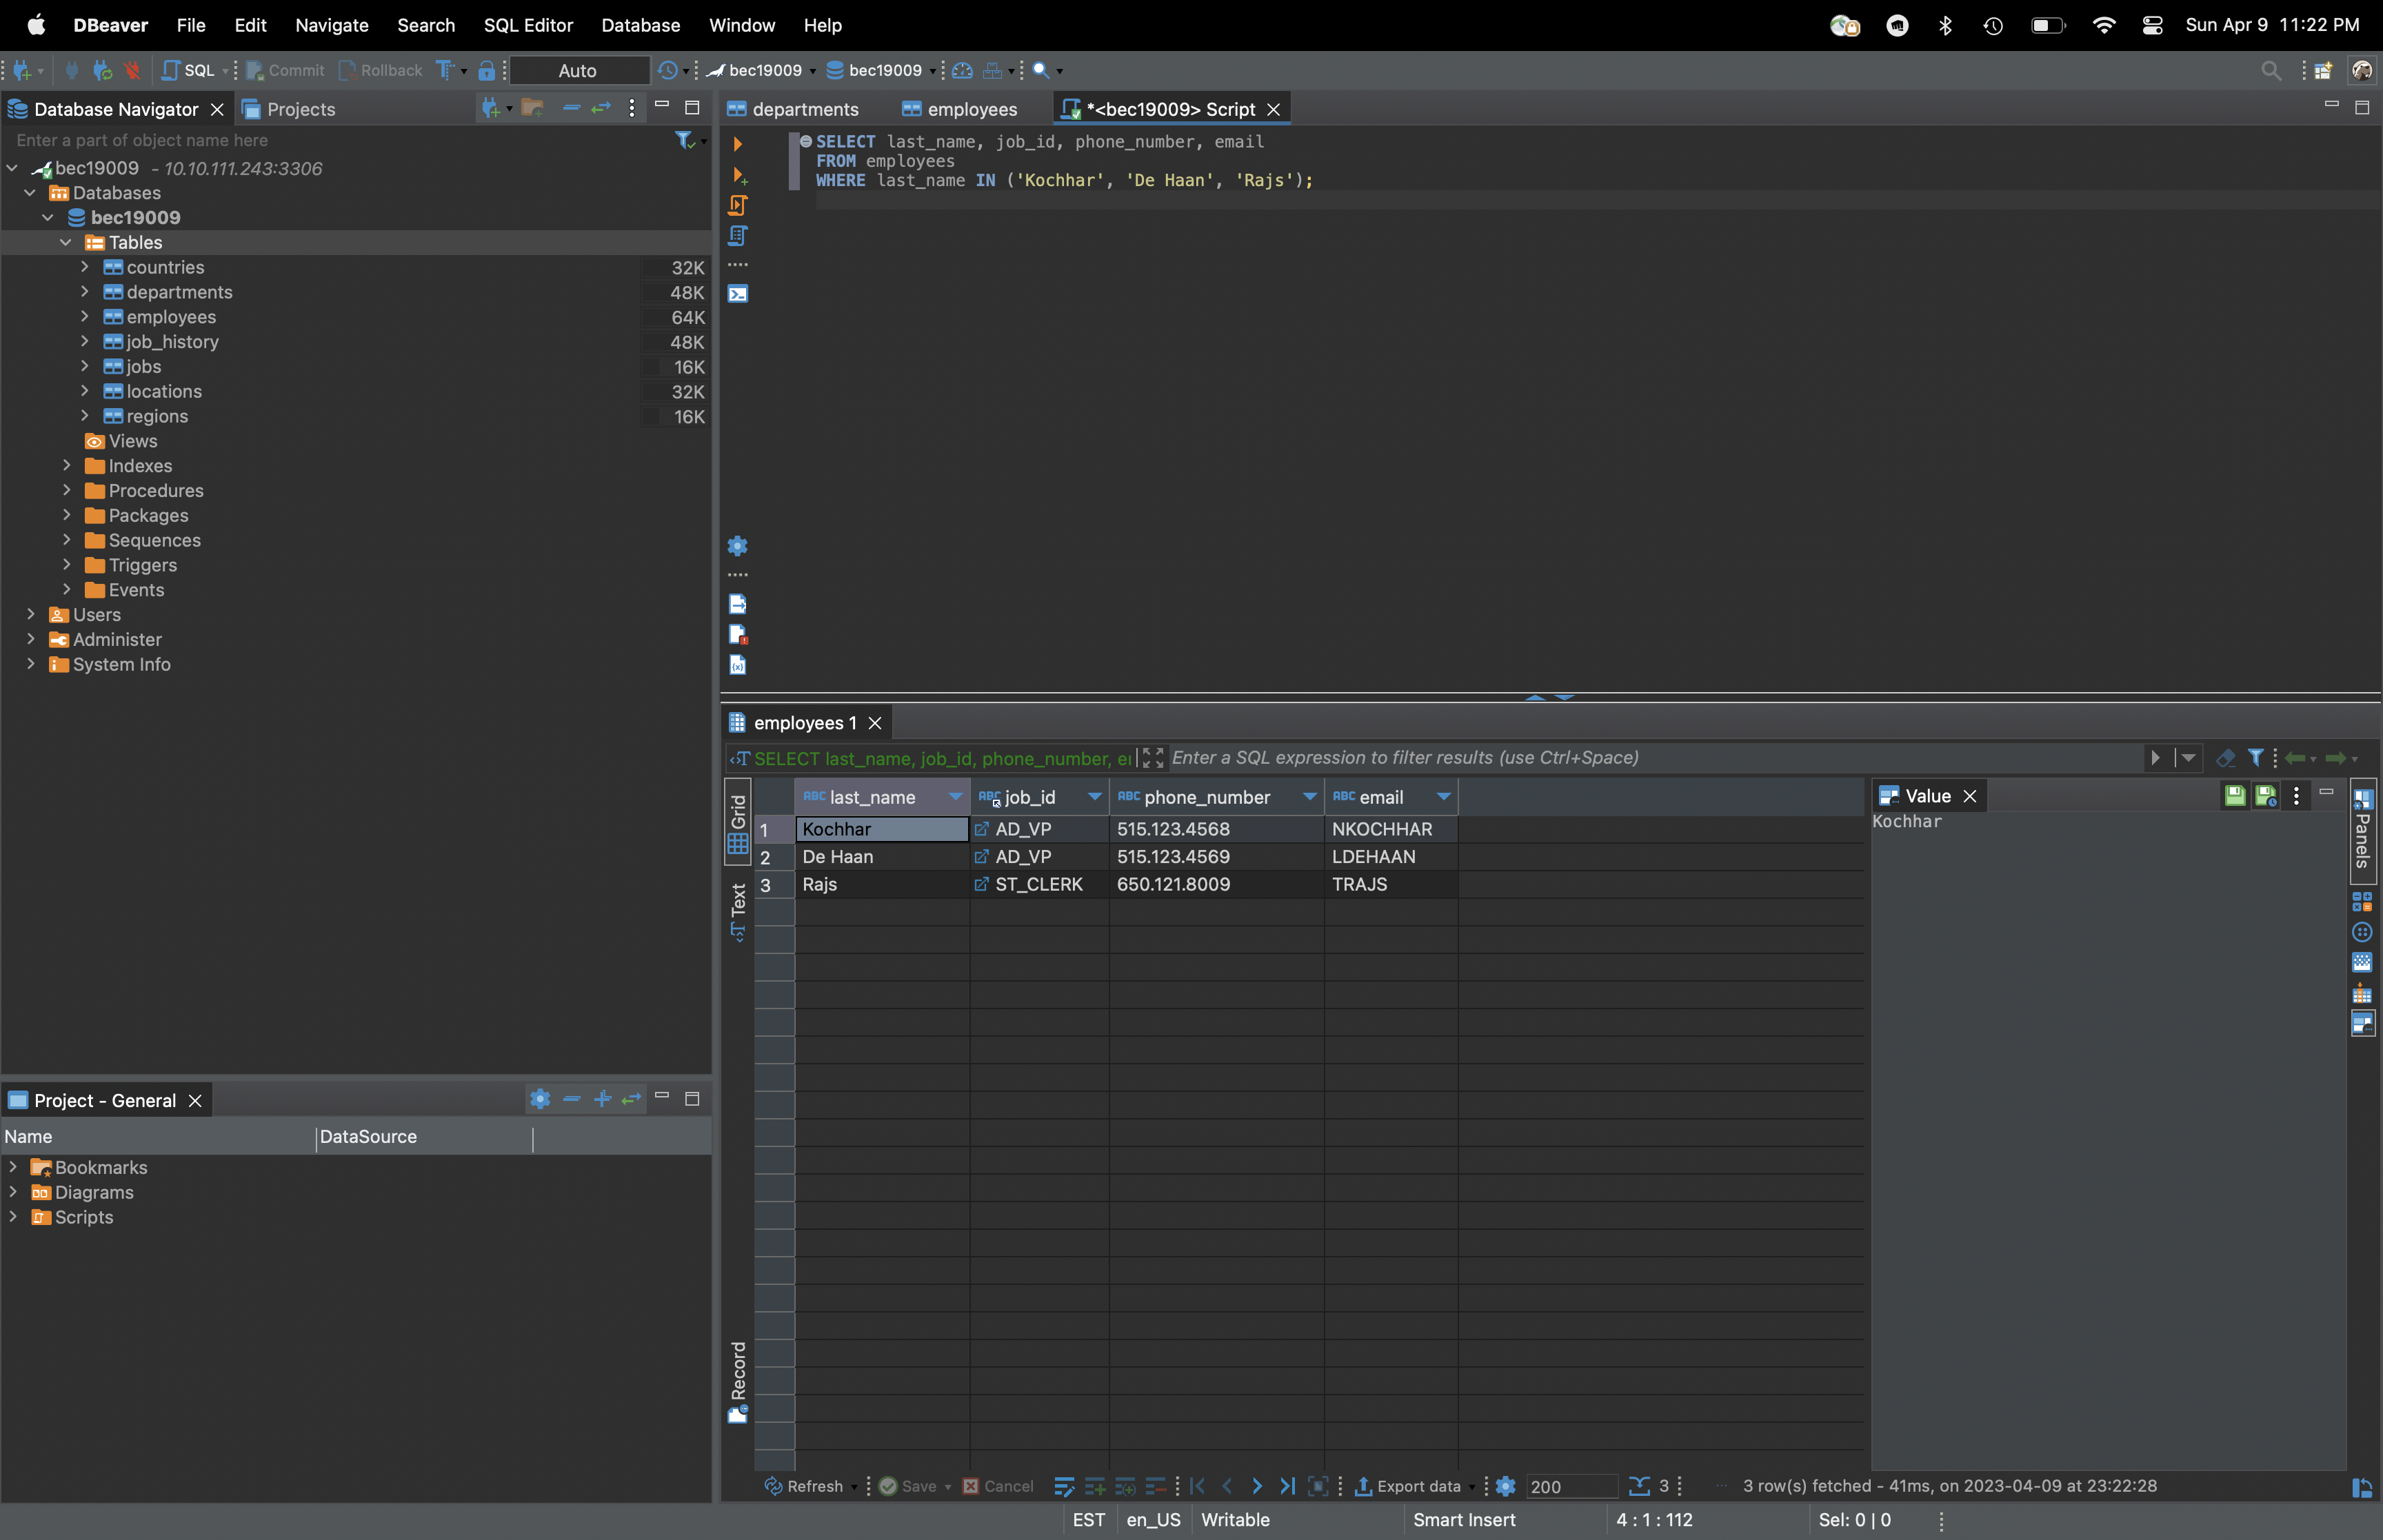 DBeaver File Edit Navigate Search SQL Editor Database Window Help Sun Apr 9 11:22 PM
SQL Commit Rollback Auto bec19009 bec19009
Database Navigator Projects
Enter a part of object name here
bec19009 - 10.10.111.243:3306
Databases
bec19009
Tables
countries 32K
departments 48K
employees 64K
job_history 48K
jobs 16K
locations 32K
regions 16K
Views
Indexes
Procedures
Packages
Sequences
Triggers
Events
Users
Administer
System Info
Project - General
Name DataSource
Bookmarks
Diagrams
Scripts
departments employees *<bec19009> Script
SELECT last_name, job_id, phone_number, email
FROM employees
WHERE last_name IN ('Kochhar', 'De Haan', 'Rajs');
employees 1
SELECT last_name, job_id, phone_number, Enter a SQL expression to filter results (use Ctrl+Space)
Grid
Text
Record
ABC last_name ABC job_id ABC phone_number ABC email
1 Kochhar AD_VP 515.123.4568 NKOCHHAR
2 De Haan AD_VP 515.123.4569 LDEHAAN
3 Rajs ST_CLERK 650.121.8009 TRAJS
Value
Kochhar
Panels
Refresh Save Cancel Export data 200 3 ... 3 row(s) fetched - 41ms, on 2023-04-09 at 23:22:28
EST en_US Writable Smart Insert 4 : 1 : 112 Sel: 0 | 0